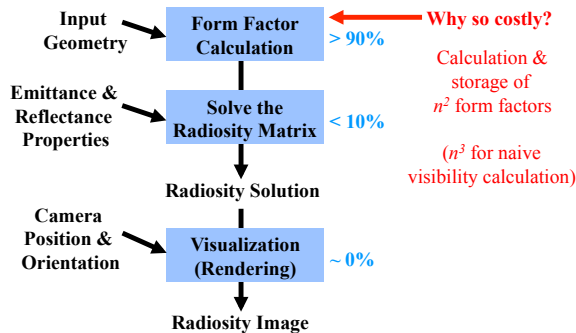 Input
Geometry
Form Factor
Calculation
> 90%
Why so costly?
Calculation &
storage of
n² form factors
(n³ for naive
visibility calculation)
Emittance &
Reflectance
Properties
Solve the
Radiosity Matrix
< 10%
Radiosity Solution
Camera
Position &
Orientation
Visualization
(Rendering)
~ 0%
Radiosity Image